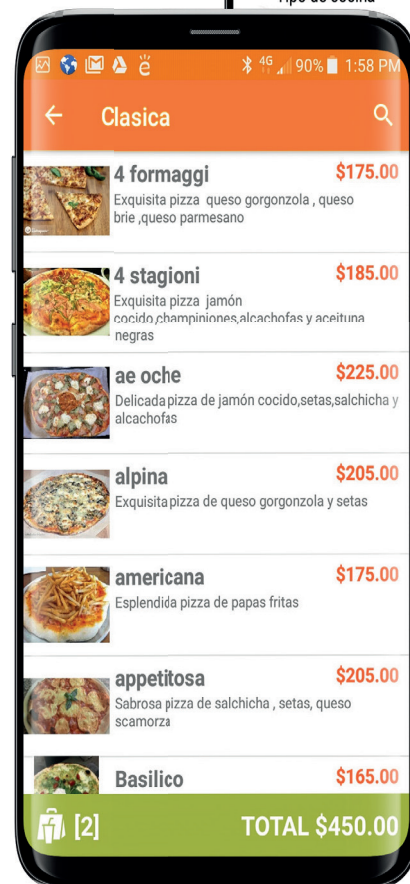 Tipo de cocina
4G 90% 1:58 PM
Clasica
4 formaggi $175.00
Exquisita pizza queso gorgonzola , queso
brie ,queso parmesano
4 stagioni $185.00
Exquisita pizza jamón
cocido,champiniones,alcachofas y aceituna
negras
ae oche $225.00
Delicada pizza de jamón cocido,setas,salchicha y
alcachofas
alpina $205.00
Exquisita pizza de queso gorgonzola y setas
americana $175.00
Esplendida pizza de papas fritas
appetitosa $205.00
Sabrosa pizza de salchicha , setas, queso
scamorza
Basilico $165.00
[2] TOTAL $450.00